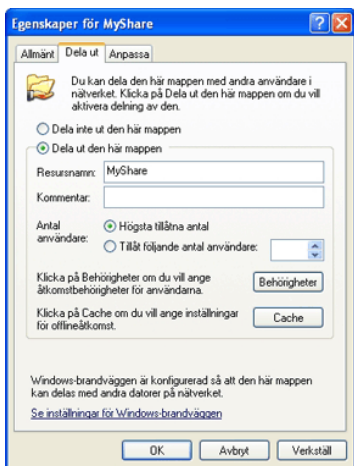 Egenskaper för MyShare
Allmänt Dela ut Anpassa
Du kan dela den här mappen med andra användare i
nätverket. Klicka på Dela ut den här mappen om du vill
aktivera delning av den.
Dela inte ut den här mappen
Dela ut den här mappen
Resursnamn: MyShare
Kommentar:
Antal
användare:
Högsta tillåtna antal
Tillåt följande antal användare:
Klicka på Behörigheter om du vill ange
åtkomstbehörigheter för användarna.
Behörigheter
Klicka på Cache om du vill ange inställningar
för offlineåtkomst.
Cache
Windows-brandväggen är konfigurerad så att den här mappen
kan delas med andra datorer på nätverket.
Se inställningar för Windows-brandväggen
OK Avbryt Verkställ